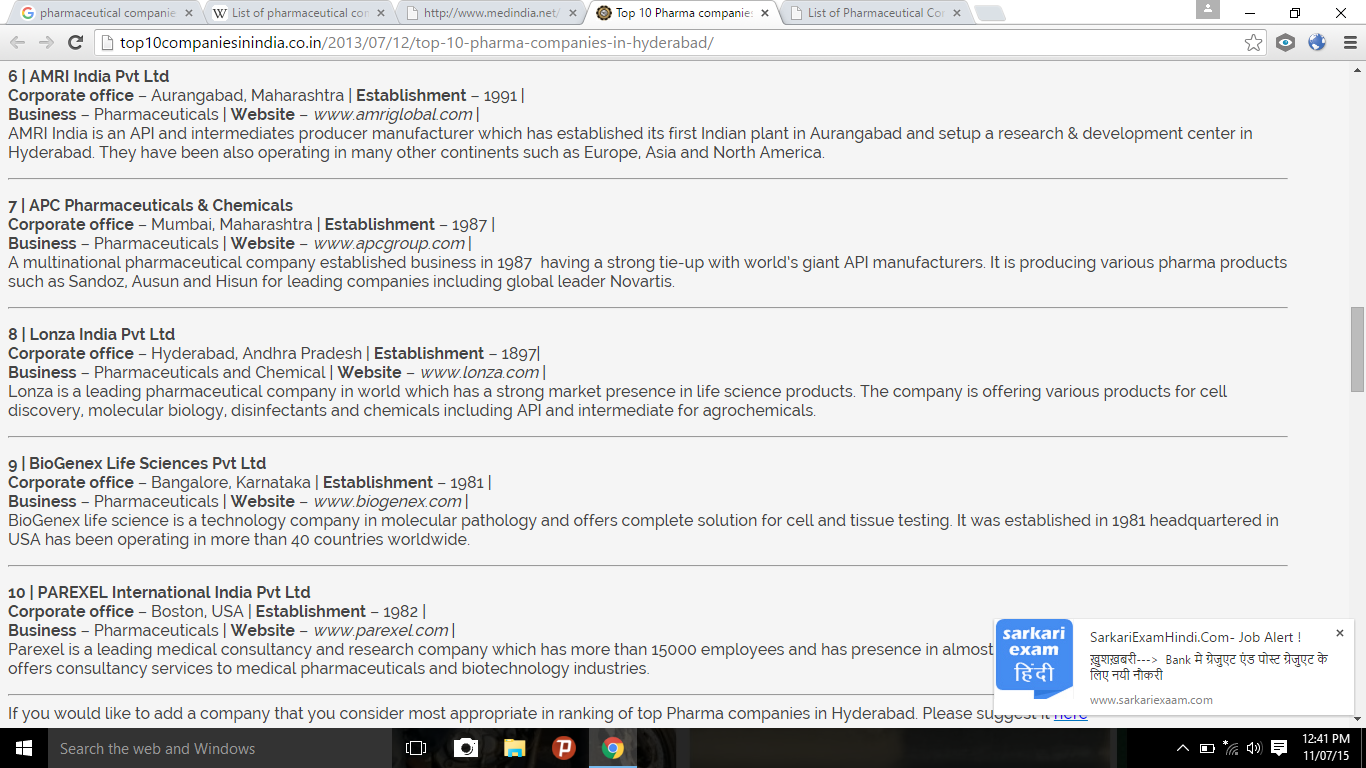 pharmaceutical companie
List of pharmaceutical cor
http://www.medindia.net/
Top 10 Pharma companies
List of Pharmaceutical Co
top10companiesinindia.co.in/2013/07/12/top-10-pharma-companies-in-hyderabad/
6 | AMRI India Pvt Ltd
Corporate office – Aurangabad, Maharashtra | Establishment – 1991 |
Business – Pharmaceuticals | Website – www.amriglobal.com |
AMRI India is an API and intermediates producer manufacturer which has established its first Indian plant in Aurangabad and setup a research & development center in
Hyderabad. They have been also operating in many other continents such as Europe, Asia and North America.
7 | APC Pharmaceuticals & Chemicals
Corporate office – Mumbai, Maharashtra | Establishment – 1987 |
Business – Pharmaceuticals | Website – www.apcgroup.com |
A multinational pharmaceutical company established business in 1987 having a strong tie-up with world's giant API manufacturers. It is producing various pharma products
such as Sandoz, Ausun and Hisun for leading companies including global leader Novartis.
8 | Lonza India Pvt Ltd
Corporate office – Hyderabad, Andhra Pradesh | Establishment – 1897|
Business – Pharmaceuticals and Chemical | Website – www.lonza.com |
Lonza is a leading pharmaceutical company in world which has a strong market presence in life science products. The company is offering various products for cell
discovery, molecular biology, disinfectants and chemicals including API and intermediate for agrochemicals.
9 | BioGenex Life Sciences Pvt Ltd
Corporate office – Bangalore, Karnataka | Establishment – 1981 |
Business – Pharmaceuticals | Website – www.biogenex.com |
BioGenex life science is a technology company in molecular pathology and offers complete solution for cell and tissue testing. It was established in 1981 headquartered in
USA has been operating in more than 40 countries worldwide.
10 | PAREXEL International India Pvt Ltd
Corporate office – Boston, USA | Establishment – 1982 |
Business – Pharmaceuticals | Website – www.parexel.com |
Parexel is a leading medical consultancy and research company which has more than 15000 employees and has presence in almost
offers consultancy services to medical pharmaceuticals and biotechnology industries.
If you would like to add a company that you consider most appropriate in ranking of top Pharma companies in Hyderabad. Please suggest it here
sarkari
exam
हिंदी
SarkariExamHindi.Com- Job Alert !
ख़ुशख़बरी---> Bank मे ग्रेजुएट एंड पोस्ट ग्रेजुएट के
लिए नयी नौकरी
www.sarkariexaam.com
Search the web and Windows
12:41 PM
11/07/15